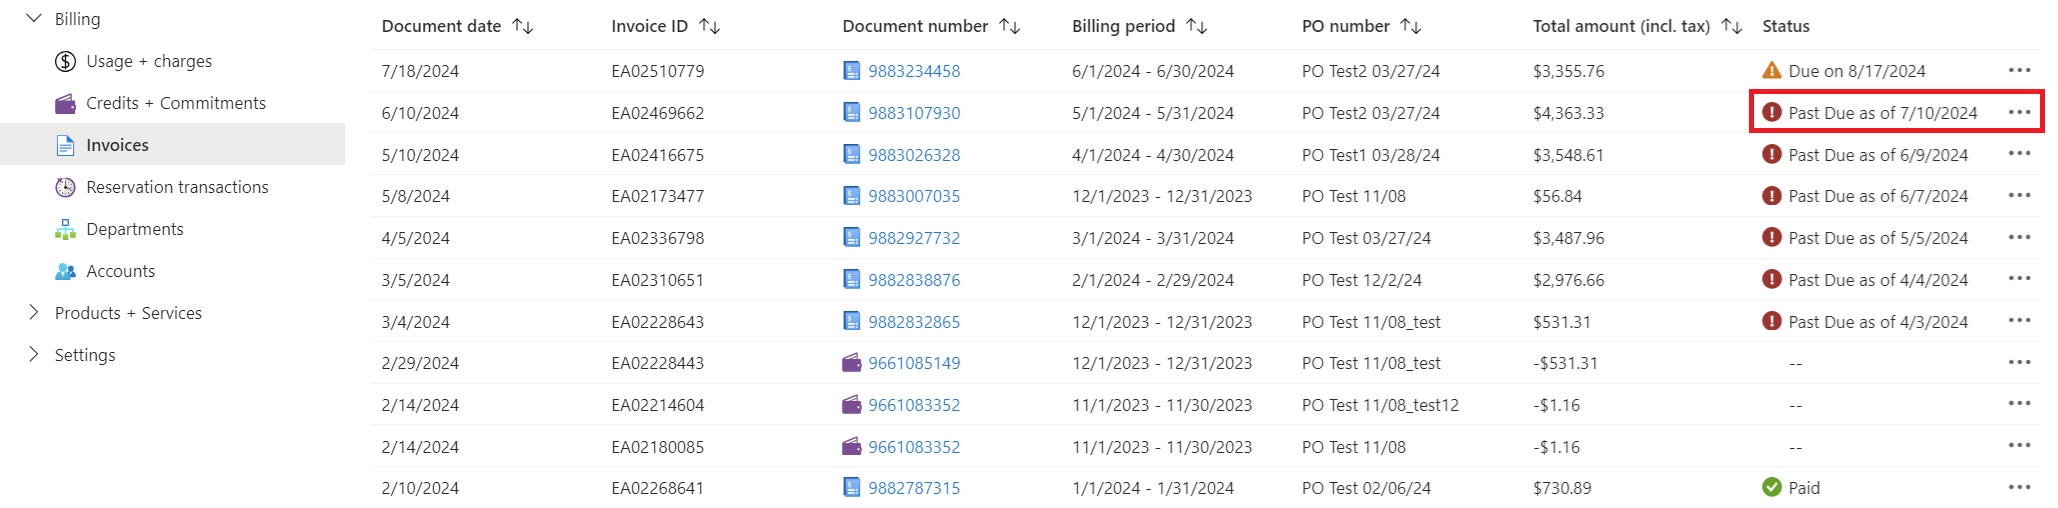 Billing
Usage + charges
Credits + Commitments
Invoices
Reservation transactions
Departments
Accounts
Products + Services
Settings
Document date Invoice ID Document number Billing period PO number Total amount (incl. tax) Status
7/18/2024 EA02510779 9883234458 6/1/2024 - 6/30/2024 PO Test2 03/27/24 $3,355.76 Due on 8/17/2024
6/10/2024 EA02469662 9883107930 5/1/2024 - 5/31/2024 PO Test2 03/27/24 $4,363.33 Past Due as of 7/10/2024
5/10/2024 EA02416675 9883026328 4/1/2024 - 4/30/2024 PO Test1 03/28/24 $3,548.61 Past Due as of 6/9/2024
5/8/2024 EA02173477 9883007035 12/1/2023 - 12/31/2023 PO Test 11/08 $56.84 Past Due as of 6/7/2024
4/5/2024 EA02336798 9882927732 3/1/2024 - 3/31/2024 PO Test 03/27/24 $3,487.96 Past Due as of 5/5/2024
3/5/2024 EA02310651 9882838876 2/1/2024 - 2/29/2024 PO Test 12/2/24 $2,976.66 Past Due as of 4/4/2024
3/4/2024 EA02228643 9882832865 12/1/2023 - 12/31/2023 PO Test 11/08_test $531.31 Past Due as of 4/3/2024
2/29/2024 EA02228443 9661085149 12/1/2023 - 12/31/2023 PO Test 11/08_test -$531.31 --
2/14/2024 EA02214604 9661083352 11/1/2023 - 11/30/2023 PO Test 11/08_test12 -$1.16 --
2/14/2024 EA02180085 9661083352 11/1/2023 - 11/30/2023 PO Test 11/08 -$1.16 --
2/10/2024 EA02268641 9882787315 1/1/2024 - 1/31/2024 PO Test 02/06/24 $730.89 Paid